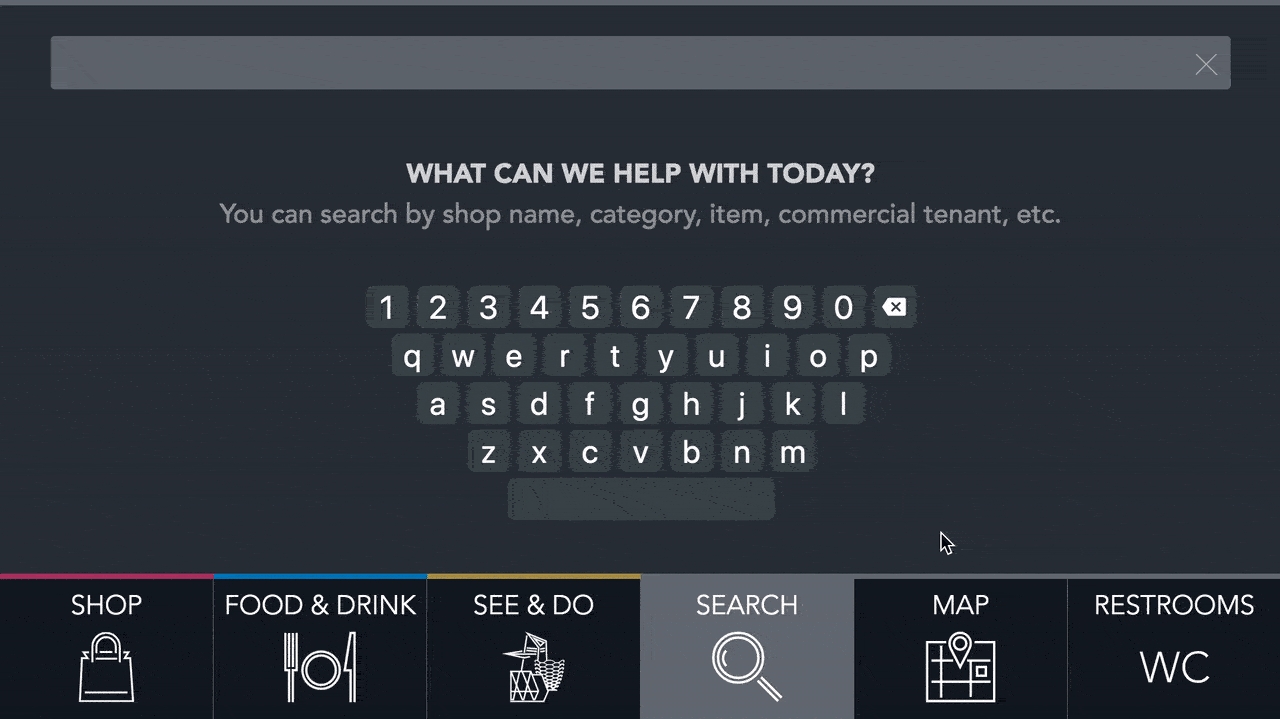 WHAT CAN WE HELP WITH TODAY?
You can search by shop name, category, item, commercial tenant, etc.
1 2 3 4 5 6 7 8 9 0
q w e r t y u i o p
a s d f g h j k l
z x c v b n m
SHOP FOOD & DRINK SEE & DO SEARCH MAP RESTROOMS
WC